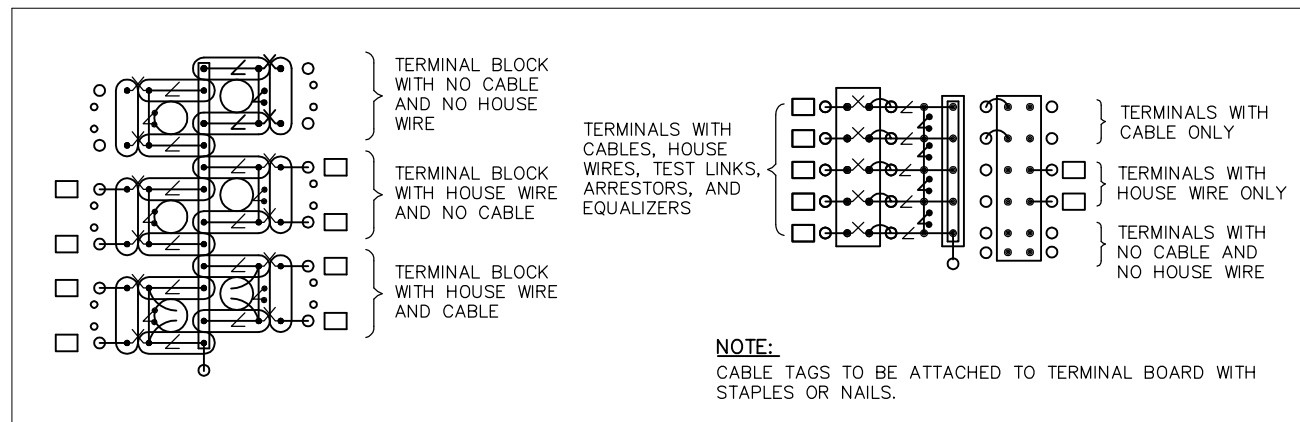 TERMINAL BLOCK
WITH NO CABLE
AND NO HOUSE
WIRE
TERMINAL BLOCK
WITH HOUSE WIRE
AND NO CABLE
TERMINAL BLOCK
WITH HOUSE WIRE
AND CABLE
TERMINALS WITH
CABLES, HOUSE
WIRES, TEST LINKS,
ARRESTORS, AND
EQUALIZERS
TERMINALS WITH
CABLE ONLY
TERMINALS WITH
HOUSE WIRE ONLY
TERMINALS WITH
NO CABLE AND
NO HOUSE WIRE
NOTE:
CABLE TAGS TO BE ATTACHED TO TERMINAL BOARD WITH
STAPLES OR NAILS.